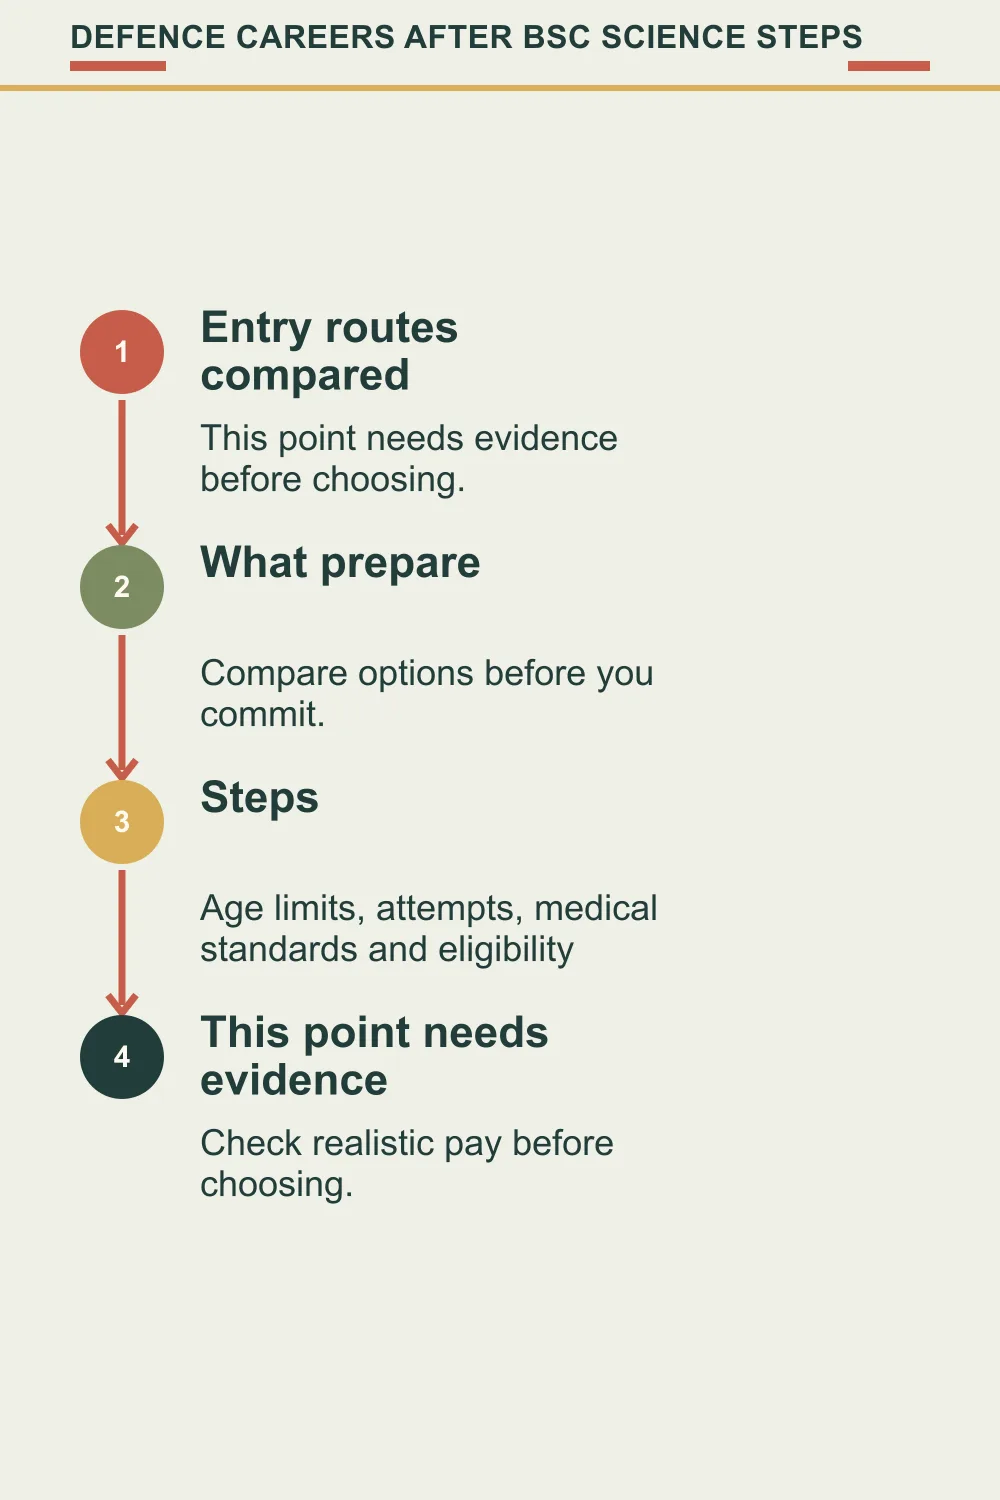 DEFENCE CAREERS AFTER BSC SCIENCE STEPS
1
Entry routes
compared
This point needs evidence
before choosing.
2
What prepare
Compare options before you
commit.
3
Steps
Age limits, attempts, medical
standards and eligibility
4
This point needs
evidence
Check realistic pay before
choosing.